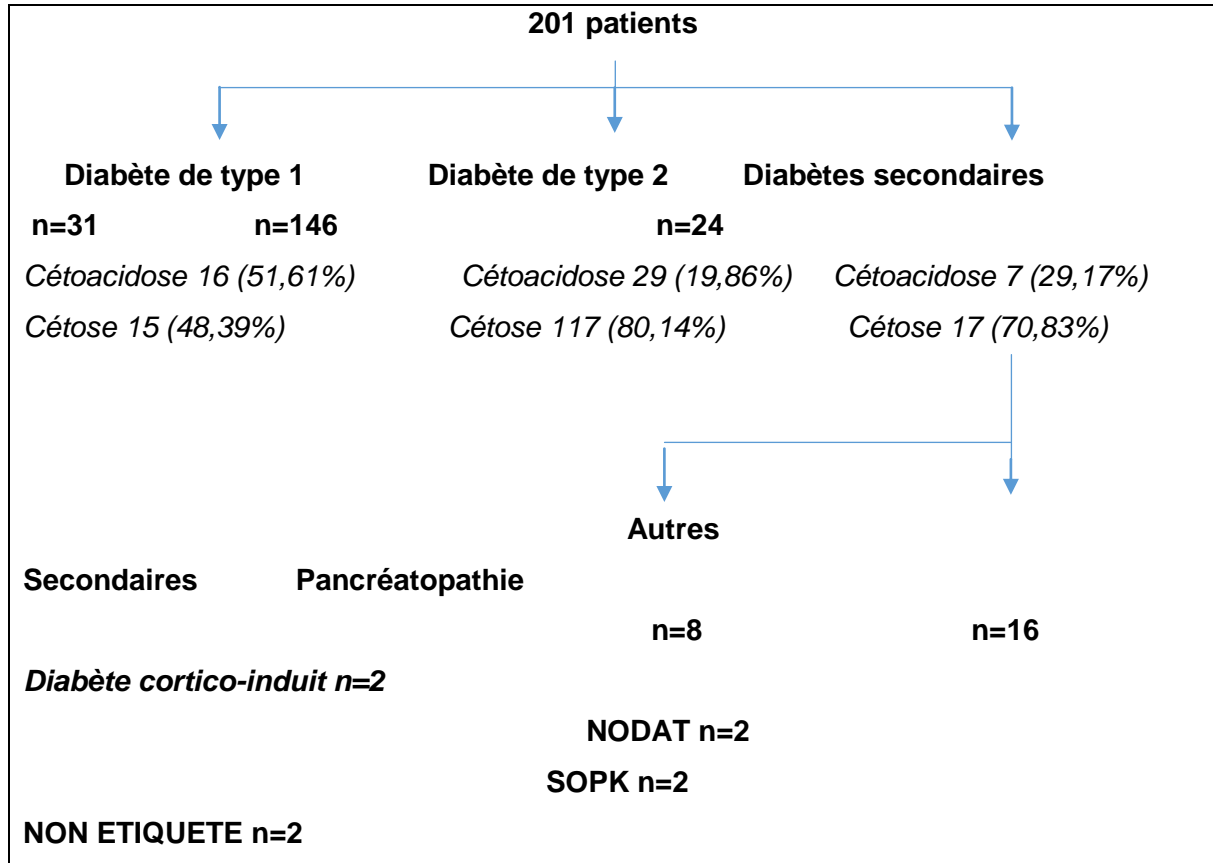 201 patients
Diabète de type 1 Diabète de type 2 Diabètes secondaires
n=31 n=146 n=24
Cétoacidose 16 (51,61%) Cétoacidose 29 (19,86%) Cétoacidose 7 (29,17%)
Cétose 15 (48,39%) Cétose 117 (80,14%) Cétose 17 (70,83%)
Autres
Secondaires Pancréatopathie
n=8 n=16
Diabète cortico-induit n=2
NODAT n=2
SOPK n=2
NON ETIQUETE n=2